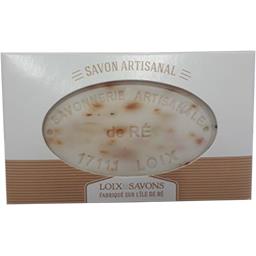 SAVON ARTISANAL
SAVONNERIE ARTISANALE
de RÉ
17111 LOIX
LOIX & SAVONS
FABRIQUÉ SUR L'ÎLE DE RÉ